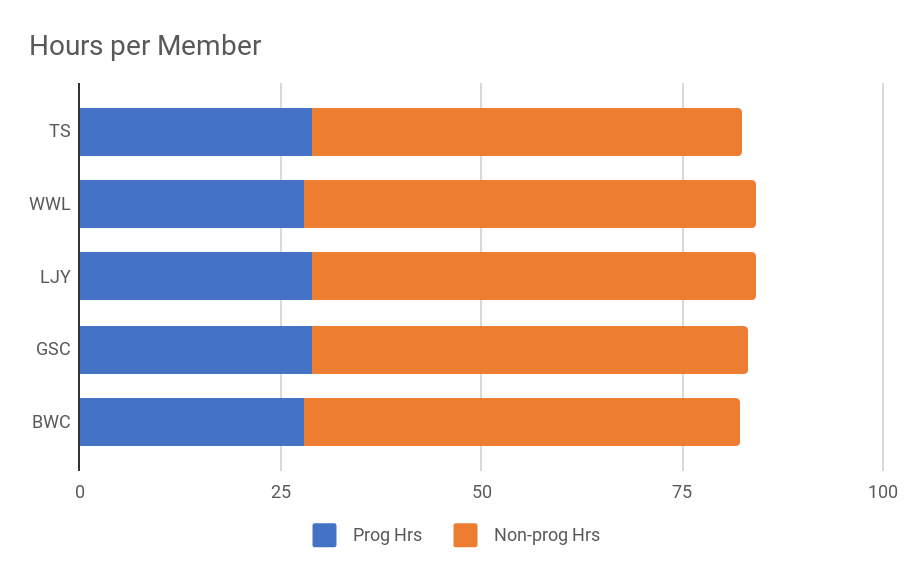 Hours per Member
TS
WWL
LJY
GSC
BWC
0 25 50 75 100
Prog Hrs Non-prog Hrs